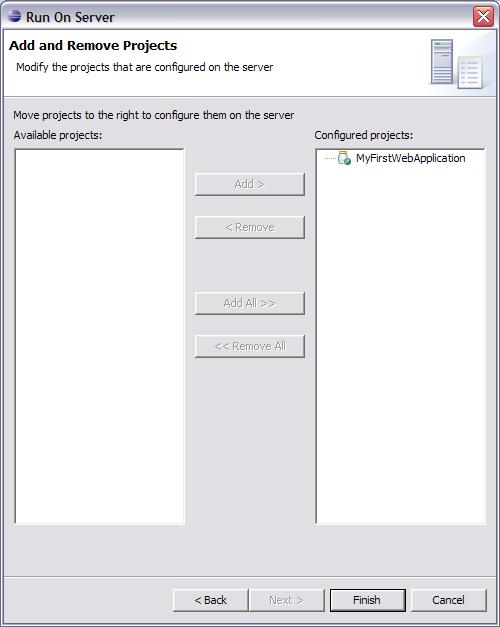 Run On Server
Add and Remove Projects
Modify the projects that are configured on the server
Move projects to the right to configure them on the server
Available projects:
Configured projects:
MyFirstWebApplication
Add >
< Remove
Add All >>
<< Remove All
< Back
Next >
Finish
Cancel